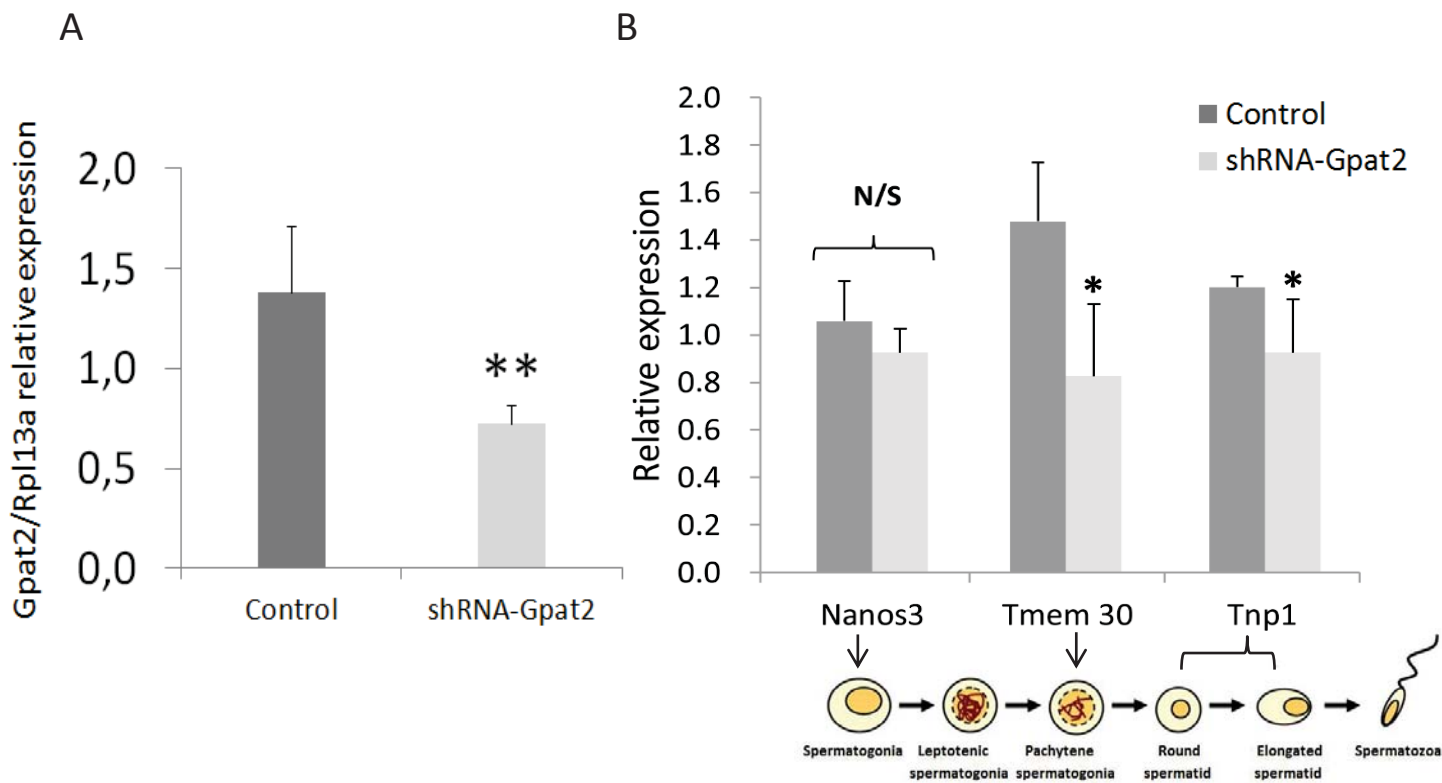 A
B
Gpat2/Rpl13a relative expression
2,0
1,5
1,0
0,5
0,0
**
Control
shRNA-Gpat2
Relative expression
2.0
1.8
1.6
1.4
1.2
1.0
0.8
0.6
0.4
0.2
0.0
Control
shRNA-Gpat2
N/S
*
*
Nanos3
Tmem 30
Tnp1
Spermatogonia
Leptotenic
spermatogonia
Pachytene
spermatogonia
Round
spermatid
Elongated
spermatid
Spermatozoa